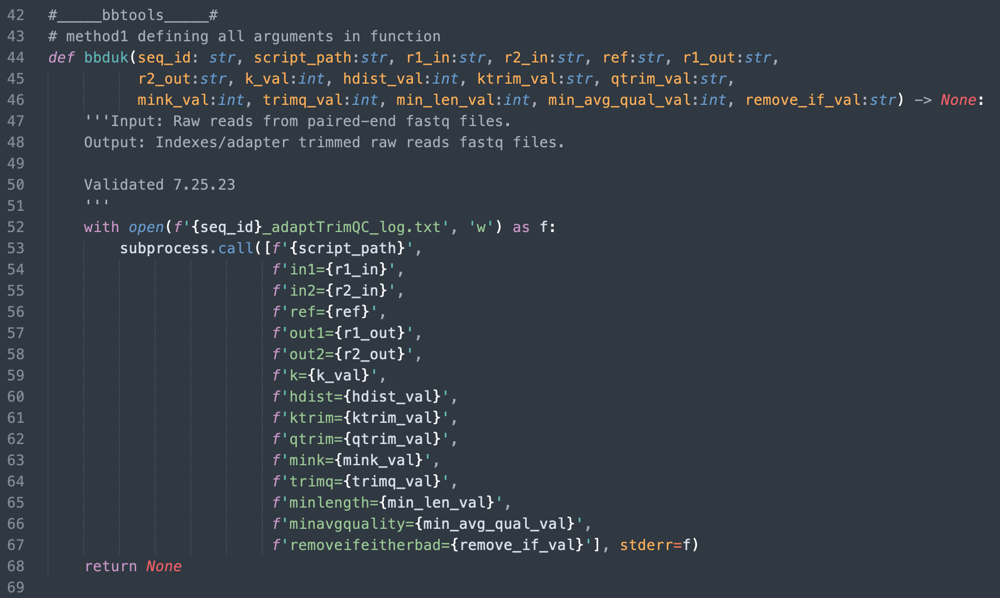 42 #_____bbtools_____#
43 # method1 defining all arguments in function
44 def bbduk(seq_id: str, script_path:str, r1_in:str, r2_in:str, ref:str, r1_out:str,
45           r2_out:str, k_val:int, hdist_val:int, ktrim_val:str, qtrim_val:str,
46           mink_val:int, trimq_val:int, min_len_val:int, min_avg_qual_val:int, remove_if_val:str) -> None:
47     '''Input: Raw reads from paired-end fastq files.
48     Output: Indexes/adapter trimmed raw reads fastq files.
49
50     Validated 7.25.23
51     '''
52     with open(f'{seq_id}_adaptTrimQC_log.txt', 'w') as f:
53         subprocess.call([f'{script_path}',
54                          f'in1={r1_in}',
55                          f'in2={r2_in}',
56                          f'ref={ref}',
57                          f'out1={r1_out}',
58                          f'out2={r2_out}',
59                          f'k={k_val}',
60                          f'hdist={hdist_val}',
61                          f'ktrim={ktrim_val}',
62                          f'qtrim={qtrim_val}',
63                          f'mink={mink_val}',
64                          f'trimq={trimq_val}',
65                          f'minlength={min_len_val}',
66                          f'minavgquality={min_avg_qual_val}',
67                          f'removeifeitherbad={remove_if_val}'], stderr=f)
68     return None
69